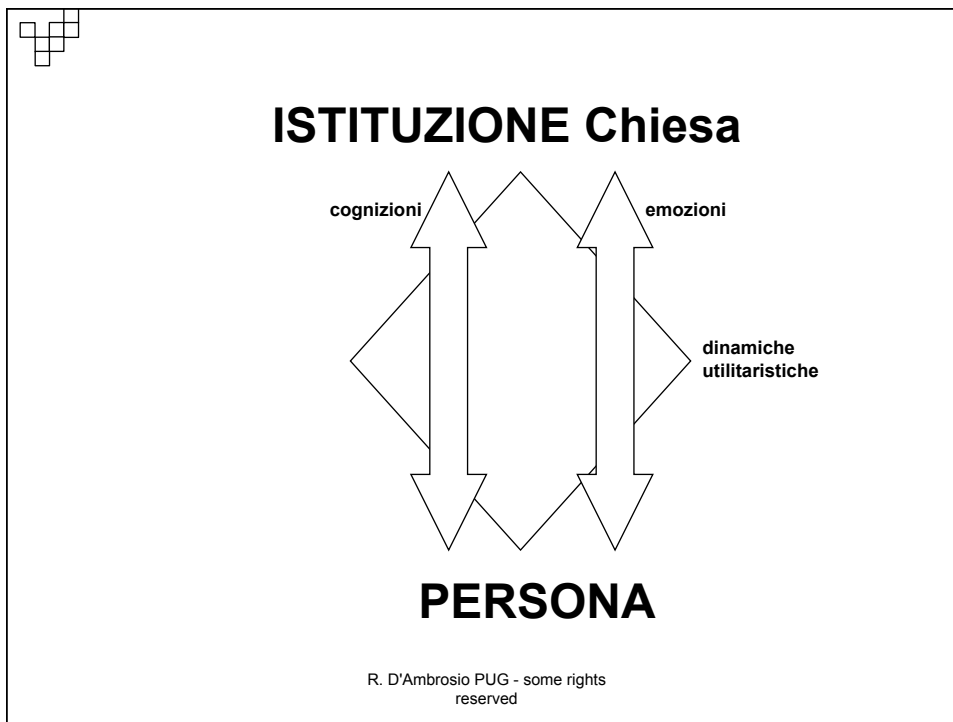 ISTITUZIONE Chiesa
cognizioni
emozioni
dinamiche
utilitaristiche
PERSONA
R. D'Ambrosio PUG - some rights
reserved